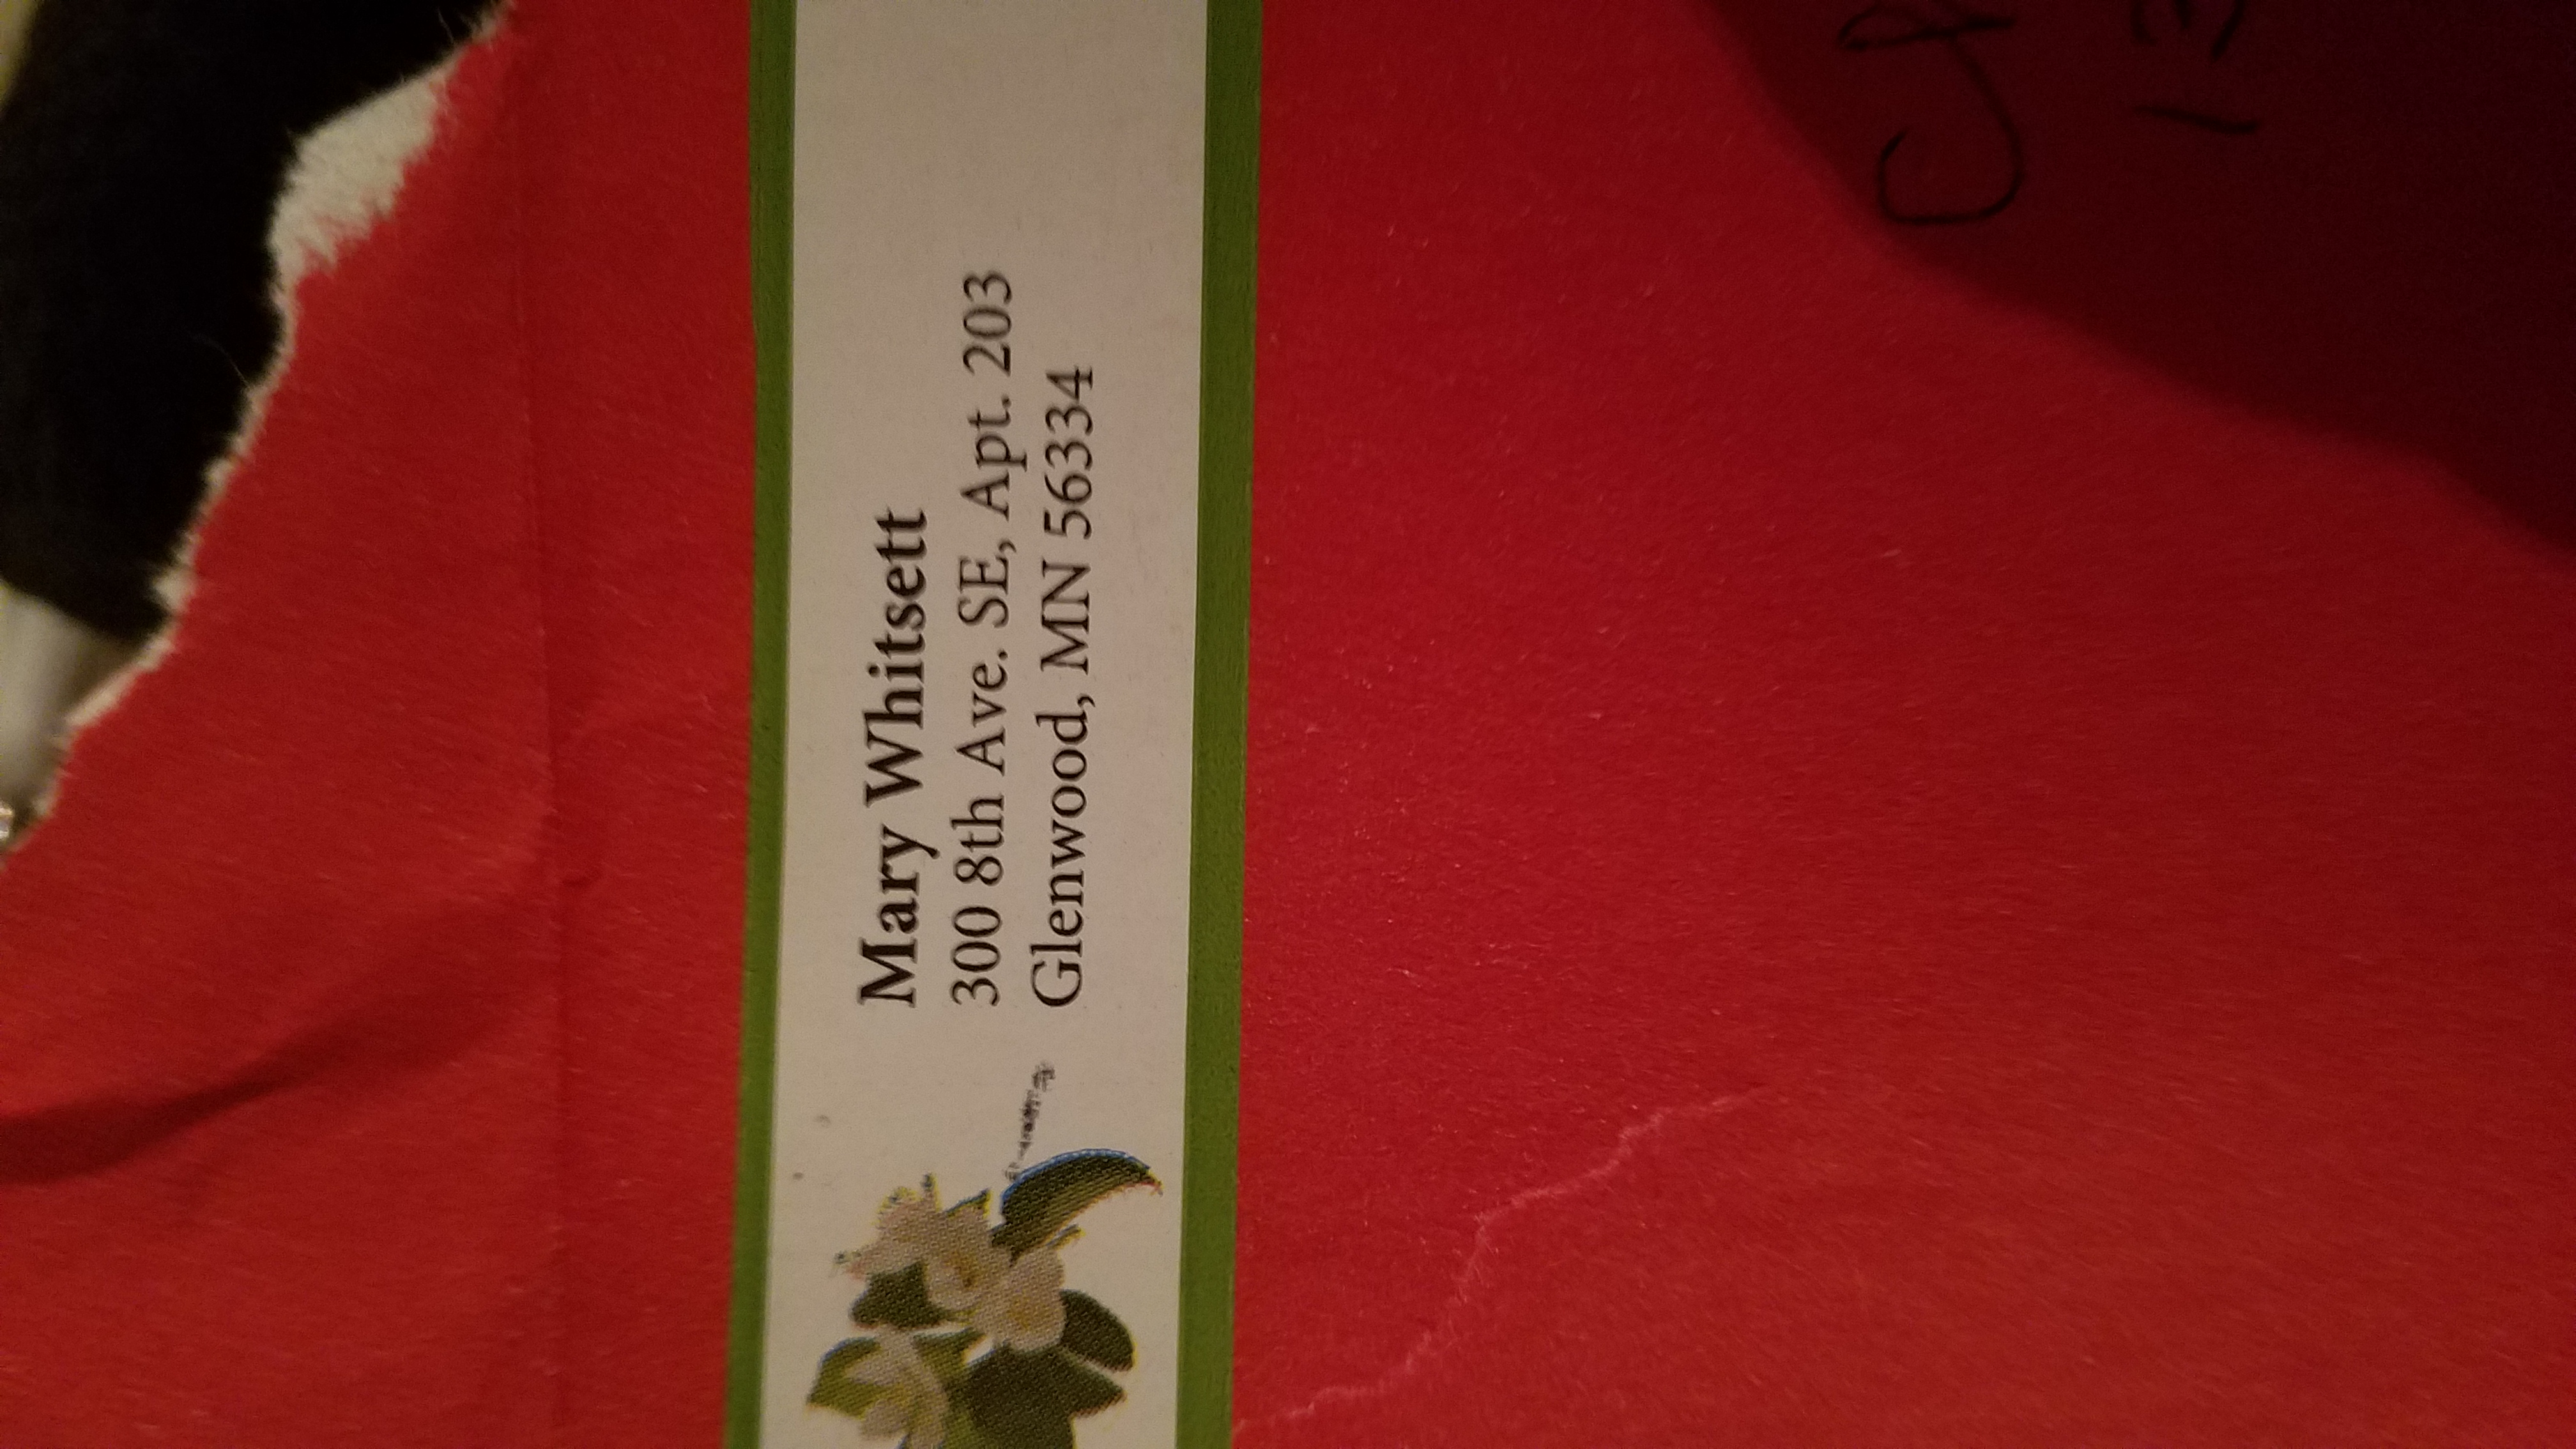 Mary Whitsett
300 8th Ave. SE, Apt. 203
Glenwood, MN 56334